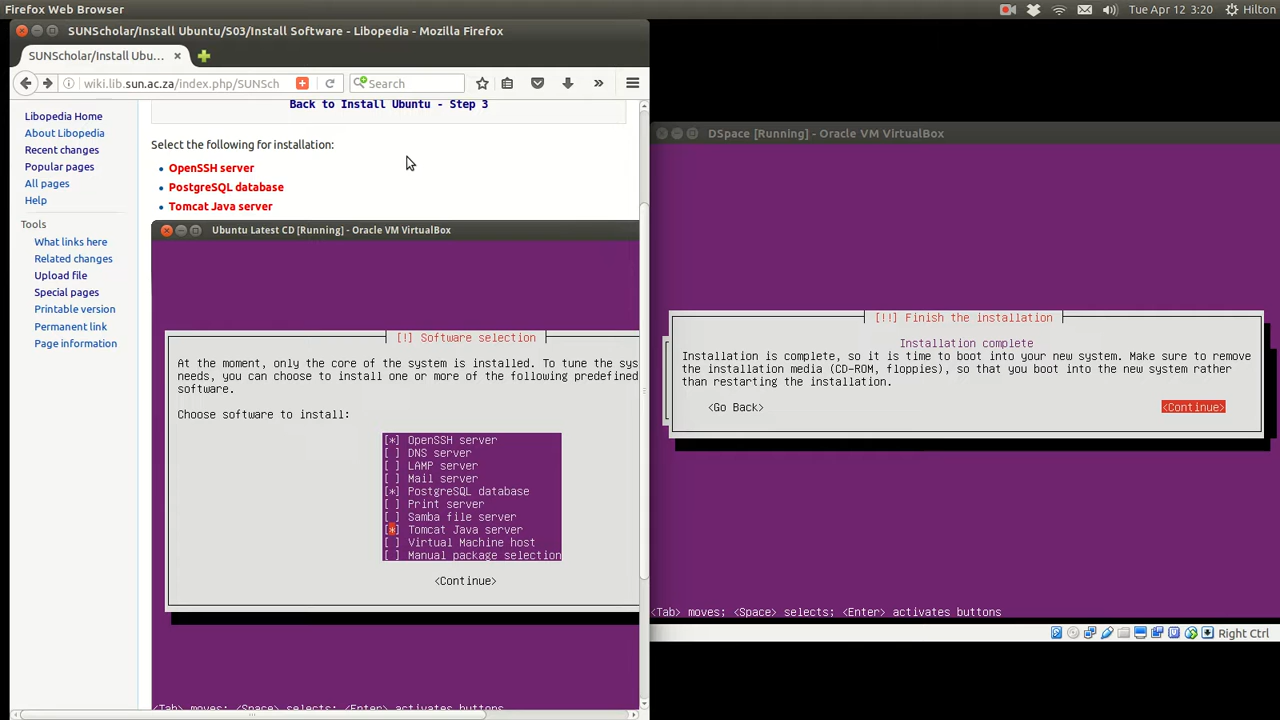 Firefox Web Browser
Tue Apr 12 3:20
Hilton
SUNScholar/Install Ubuntu/S03/Install Software - Libopedia - Mozilla Firefox
SUNScholar/Install Ubu...
wiki.lib.sun.ac.za/index.php/SUNSch
Search
Libopedia Home
About Libopedia
Recent changes
Popular pages
All pages
Help
Tools
What links here
Related changes
Upload file
Special pages
Printable version
Permanent link
Page information
Back to Install Ubuntu - Step 3
Select the following for installation:
OpenSSH server
PostgreSQL database
Tomcat Java server
Ubuntu Latest CD [Running] - Oracle VM VirtualBox
[!] Software selection
At the moment, only the core of the system is installed. To tune the sys
needs, you can choose to install one or more of the following predefined
software.
Choose software to install:
[*] OpenSSH server
[ ] DNS server
[ ] LAMP server
[ ] Mail server
[*] PostgreSQL database
[ ] Print server
[ ] Samba file server
[*] Tomcat Java server
[ ] Virtual Machine host
[ ] Manual package selection
<Continue>
<Tab> moves; <Space> selects; <Enter> activates buttons
DSpace [Running] - Oracle VM VirtualBox
[!!] Finish the installation
Installation complete
Installation is complete, so it is time to boot into your new system. Make sure to remove
the installation media (CD-ROM, floppies), so that you boot into the new system rather
than restarting the installation.
<Go Back>
<Continue>
<Tab> moves; <Space> selects; <Enter> activates buttons
Right Ctrl